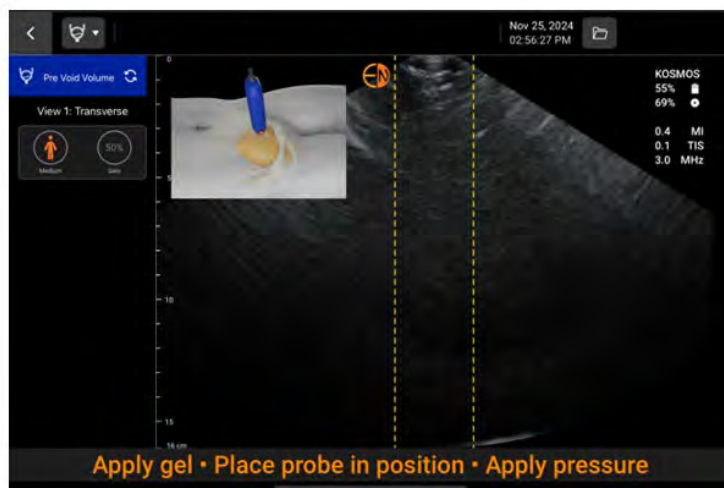 Nov 25, 2024
02:56:27 PM
Pre Void Volume
View 1: Transverse
Medium
50%
Gain
0
5
10
15
16 cm
KOSMOS
55%
69%
0.4 MI
0.1 TIS
3.0 MHz
Apply gel • Place probe in position • Apply pressure